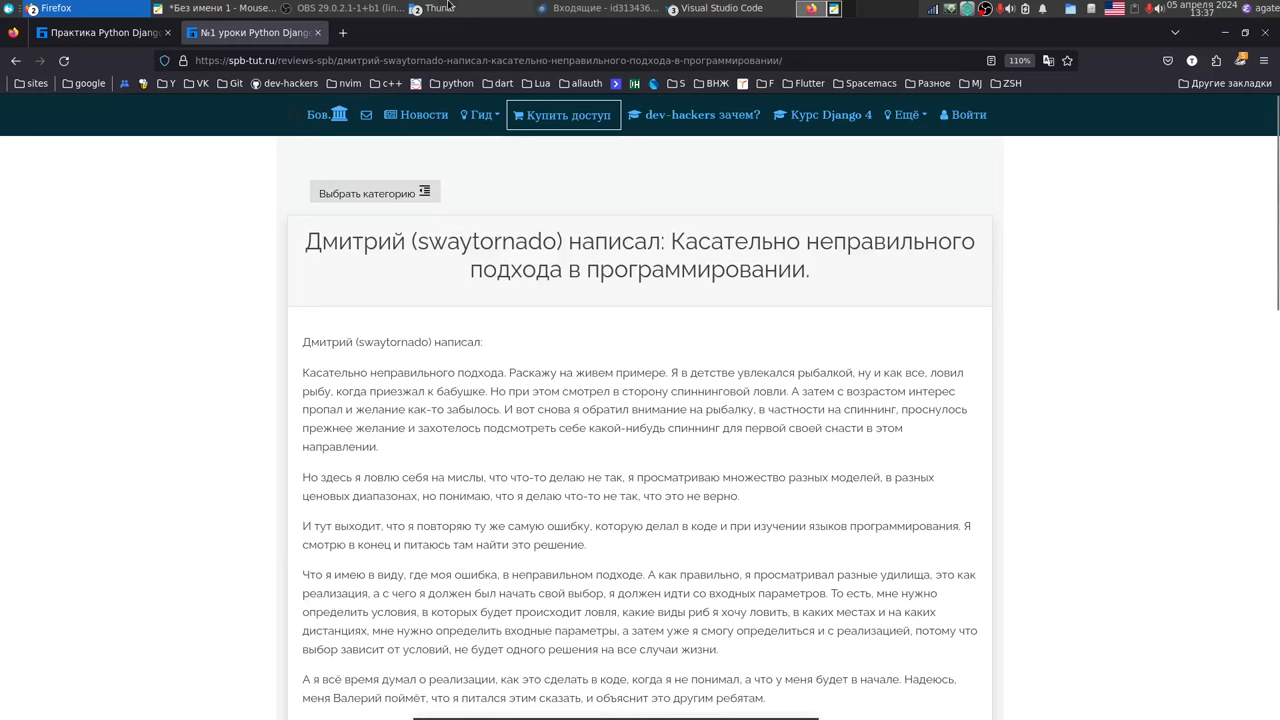 Firefox
*Без имени 1 - Mouse...
OBS 29.0.2.1-1+b1 (lin...
Thun
Входящие - id313436...
Visual Studio Code
05 апреля 2024
13:37
agate
Практика Python Djang
№1 уроки Python Djang
https://spb-tut.ru/reviews-spb/дмитрий-swaytornado-написал-касательно-неправильного-подхода-в-программировании/
110%
sites
google
Y
VK
Git
dev-hackers
nvim
c++
python
dart
Lua
allauth
S
ВНЖ
F
Flutter
Spacemacs
Разное
MJ
ZSH
Другие закладки
Бов.
Новости
Гид
Купить доступ
dev-hackers зачем?
Курс Django 4
Ещё
Войти
Выбрать категорию
Дмитрий (swaytornado) написал: Касательно неправильного
подхода в программировании.
Дмитрий (swaytornado) написал:
Касательно неправильного подхода. Раскажу на живем примере. Я в детстве увлекался рыбалкой, ну и как все, ловил
рыбу, когда приезжал к бабушке. Но при этом смотрел в сторону спиннинговой ловли. А затем с возрастом интерес
пропал и желание как-то забылось. И вот снова я обратил внимание на рыбалку, в частности на спиннинг, проснулось
прежнее желание и захотелось подсмотреть себе какой-нибудь спиннинг для первой своей снасти в этом
направлении.
Но здесь я ловлю себя на мислы, что что-то делаю не так, я просматриваю множество разных моделей, в разных
ценовых диапазонах, но понимаю, что я делаю что-то не так, что это не верно.
И тут выходит, что я повторяю ту же самую ошибку, которую делал в коде и при изучении языков программирования. Я
смотрю в конец и питаюсь там найти это решение.
Что я имею в виду, где моя ошибка, в неправильном подходе. А как правильно, я просматривал разные удилища, это как
реализация, а с чего я должен был начать свой выбор, я должен идти со входных параметров. То есть, мне нужно
определить условия, в которых будет происходит ловля, какие виды риб я хочу ловить, в каких местах и на каких
дистанциях, мне нужно определить входные параметры, а затем уже я смогу определиться и с реализацией, потому что
выбор зависит от условий, не будет одного решения на все случаи жизни.
А я всё время думал о реализации, как это сделать в коде, когда я не понимал, а что у меня будет в начале. Надеюсь,
меня Валерий поймёт, что я питался этим сказать, и объяснит это другим ребятам.